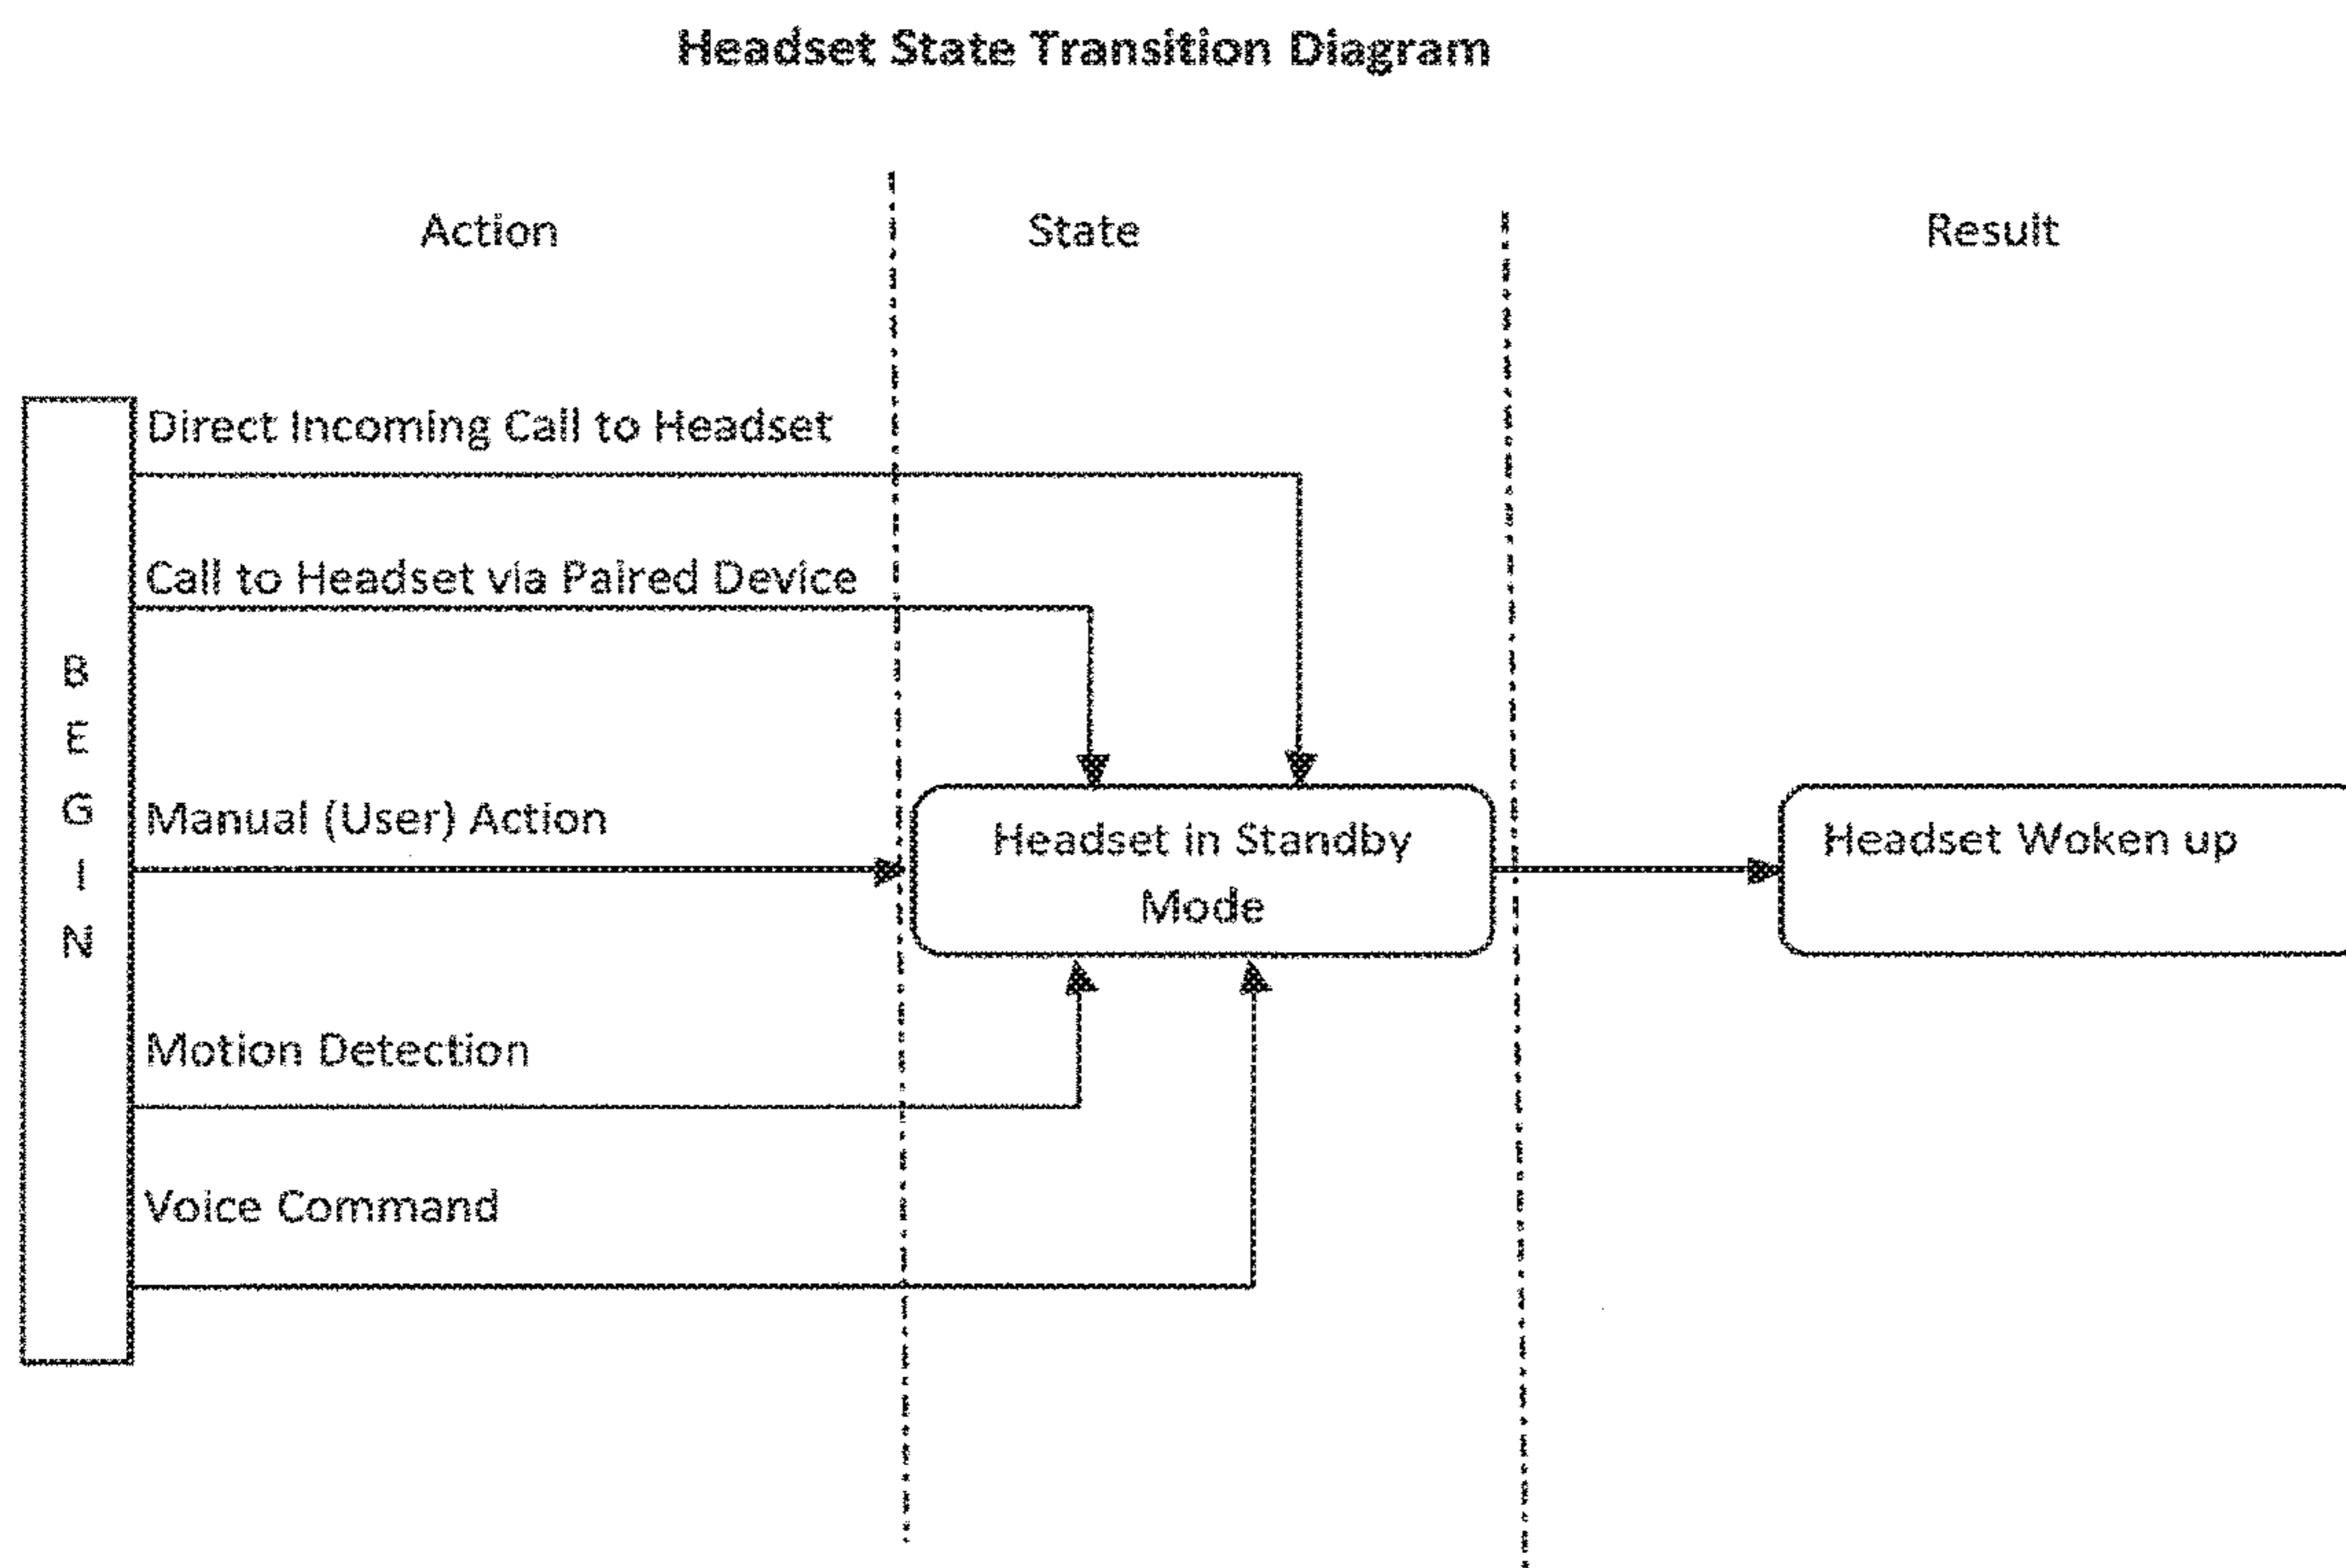 Headset State Transition Diagram
Action
State
Result
Direct Incoming Call to Headset
Call to Headset via Paired Device
B
E
G
I
N
Manual (User) Action
Headset in Standby
Mode
Headset Woken up
Motion Detection
Voice Command